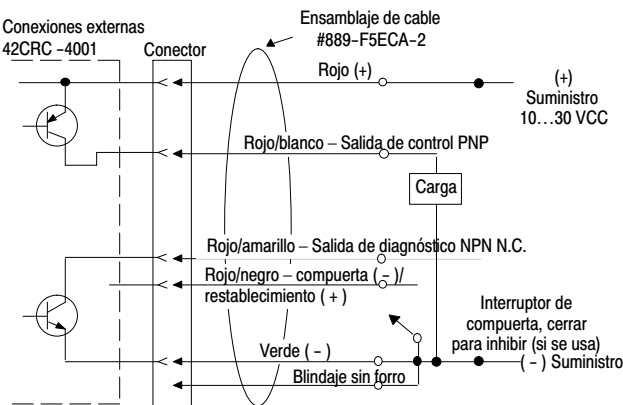 Conexiones externas
42CRC -4001
Conector
Ensamblaje de cable
#889-F5ECA-2
Rojo (+)
(+)
Suministro
10...30 VCC
Rojo/blanco – Salida de control PNP
Carga
Rojo/amarillo – Salida de diagnóstico NPN N.C.
Rojo/negro – compuerta ( - )/
restablecimiento ( + )
Interruptor de
compuerta, cerrar
para inhibir (si se usa)
Verde ( - )
( - ) Suministro
Blindaje sin forro